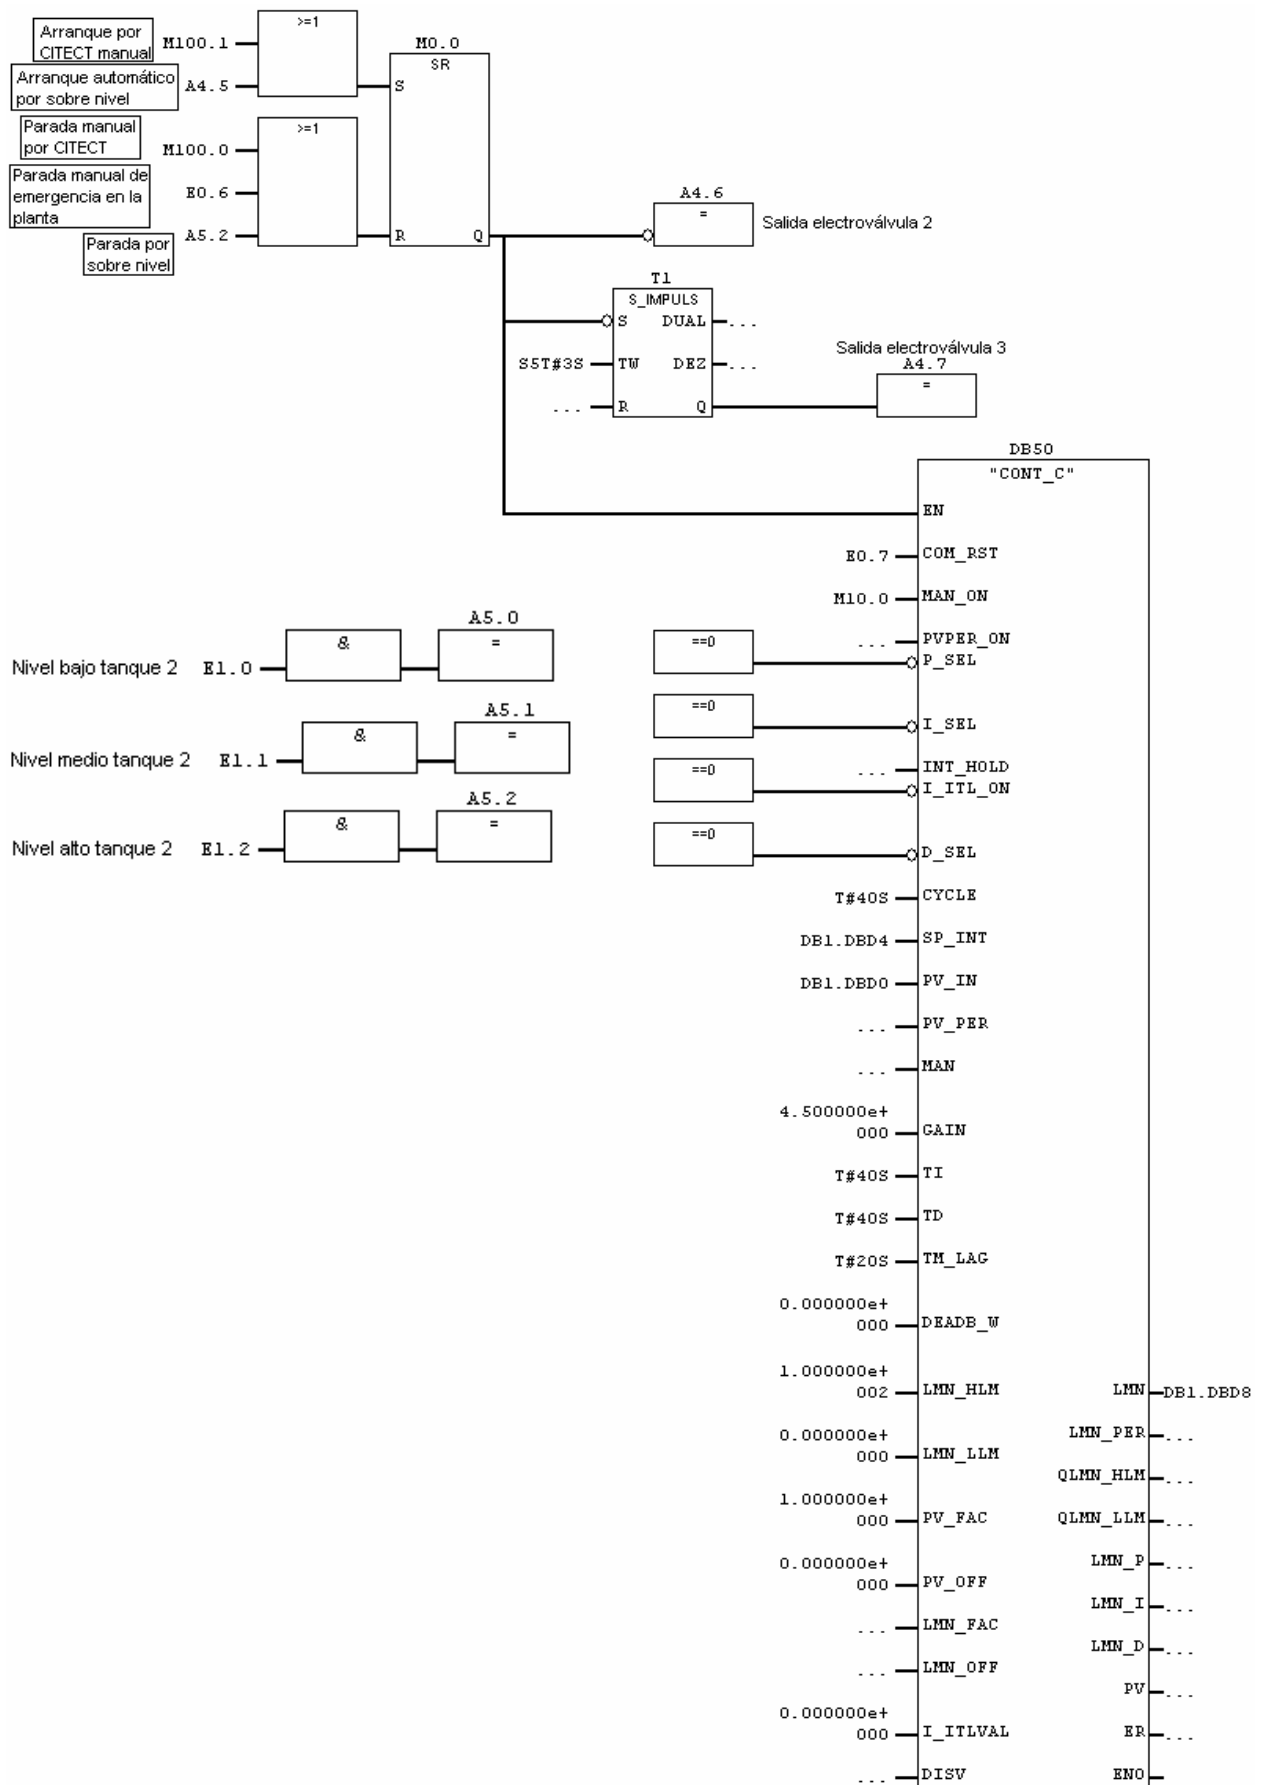 Arranque por
CITECT manual
M100.1
>=1
Arranque automático
por sobre nivel
A4.5
M0.0
SR
S
Parada manual
por CITECT
M100.0
>=1
Parada manual de
emergencia en la
planta
E0.6
Parada por
sobre nivel
A5.2
R
Q
A4.6
=
Salida electroválvula 2
T1
S_IMPULS
S
DUAL
...
S5T#3S
TW
DEZ
...
...
R
Q
Salida electroválvula 3
A4.7
=
DB50
"CONT_C"
EN
E0.7
COM_RST
M10.0
MAN_ON
...
PVPER_ON
==0
P_SEL
==0
I_SEL
...
INT_HOLD
==0
I_ITL_ON
==0
D_SEL
Nivel bajo tanque 2
E1.0
&
A5.0
=
Nivel medio tanque 2
E1.1
&
A5.1
=
Nivel alto tanque 2
E1.2
&
A5.2
=
T#40S
CYCLE
DB1.DBD4
SP_INT
DB1.DBD0
PV_IN
...
PV_PER
...
MAN
4.500000e+
000
GAIN
T#40S
TI
T#40S
TD
T#20S
TM_LAG
0.000000e+
000
DEADB_W
1.000000e+
002
LMN_HLM
LMN
DB1.DBD8
0.000000e+
000
LMN_LLM
LMN_PER
...
QLMN_HLM
...
1.000000e+
000
PV_FAC
QLMN_LLM
...
0.000000e+
000
PV_OFF
LMN_P
...
LMN_I
...
...
LMN_FAC
LMN_D
...
...
LMN_OFF
PV
...
0.000000e+
000
I_ITLVAL
ER
...
...
DISV
ENO